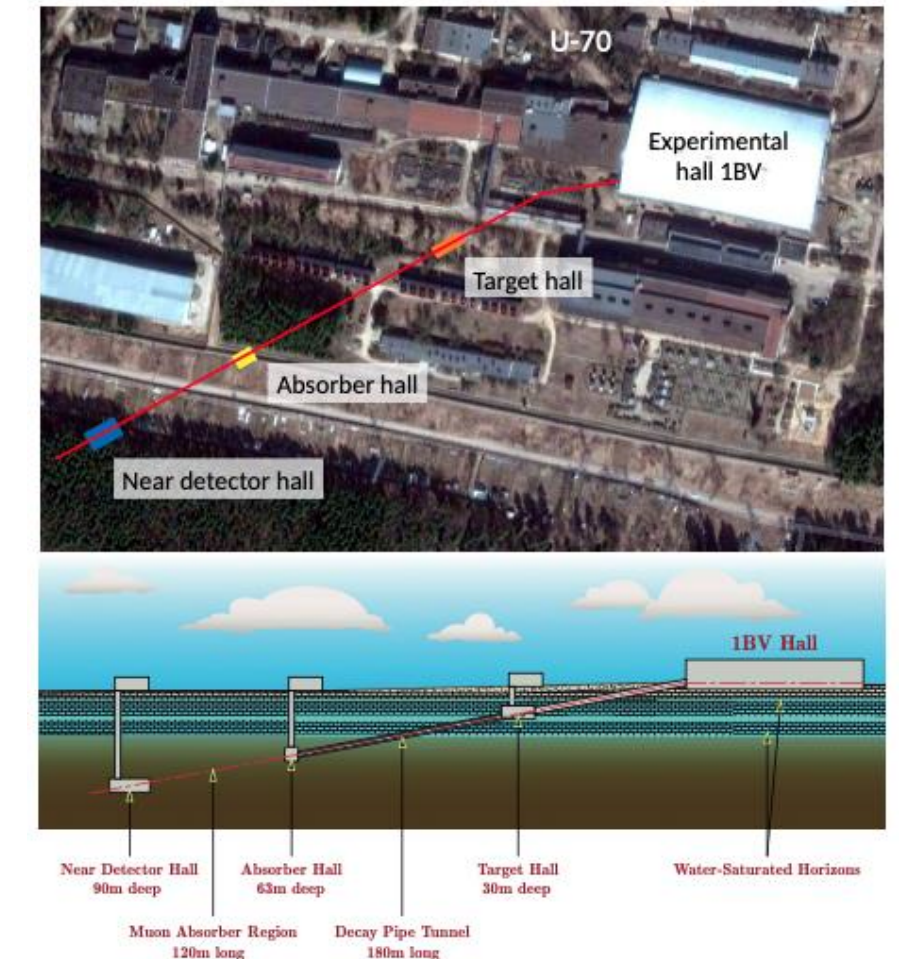 U-70
Experimental
hall 1BV
Target hall
Absorber hall
Near detector hall
1BV Hall
Near Detector Hall
90m deep
Absorber Hall
63m deep
Target Hall
30m deep
Water-Saturated Horizons
Muon Absorber Region
120m long
Decay Pipe Tunnel
180m long